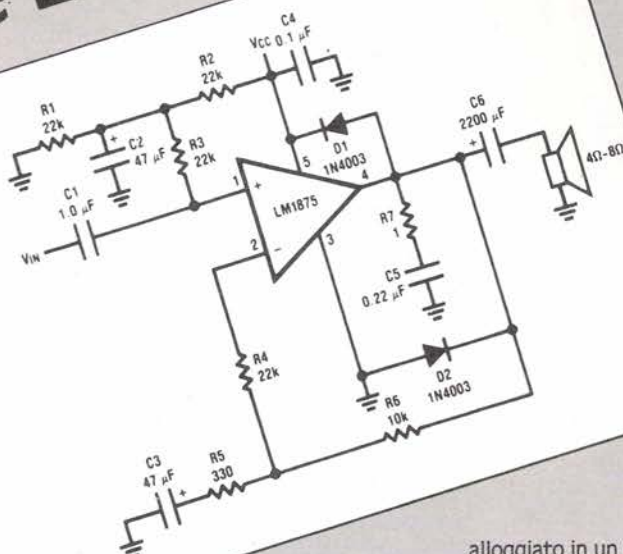 C4
0.1 µF
VCC
R2
22k
R1
22k
C2
47 µF
+
R3
22k
D1
1N4003
C6
2200 µF
+
4Ω-8Ω
C1
1.0 µF
VIN
1
+
5
4
LM1875
2
−
3
R7
1
C5
0.22 µF
R4
22k
D2
1N4003
R6
10k
C3
47 µF
+
R5
330
alloggiato in un